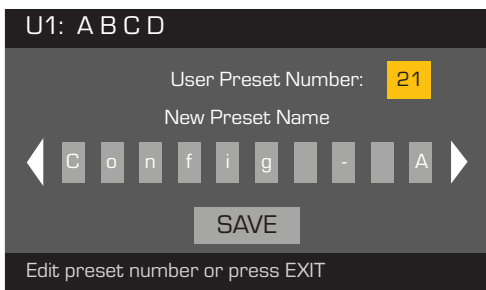 U1: A B C D
User Preset Number: 21
New Preset Name
C o n f i g - A
SAVE
Edit preset number or press EXIT